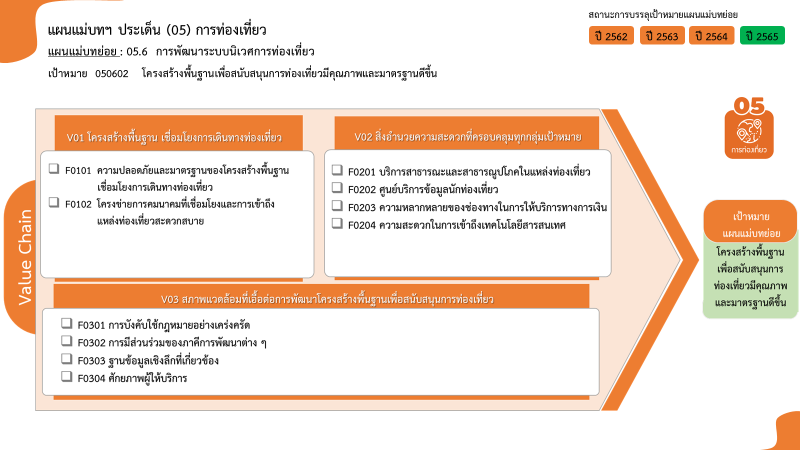 แผนแม่บทฯ ประเด็น (05) การท่องเที่ยว
แผนแม่บทย่อย : 05.6 การพัฒนาระบบนิเวศการท่องเที่ยว
เป้าหมาย 050602 โครงสร้างพื้นฐานเพื่อสนับสนุนการท่องเที่ยวมีคุณภาพและมาตรฐานดีขึ้น
สถานะการบรรลุเป้าหมายแผนแม่บทย่อย
ปี 2562 ปี 2563 ปี 2564 ปี 2565
05
การท่องเที่ยว
Value Chain
V01 โครงสร้างพื้นฐาน เชื่อมโยงการเดินทางท่องเที่ยว
F0101 ความปลอดภัยและมาตรฐานของโครงสร้างพื้นฐาน
เชื่อมโยงการเดินทางท่องเที่ยว
F0102 โครงข่ายการคมนาคมที่เชื่อมโยงและการเข้าถึง
แหล่งท่องเที่ยวสะดวกสบาย
V02 สิ่งอำนวยความสะดวกที่ครอบคลุมทุกกลุ่มเป้าหมาย
F0201 บริการสาธารณะและสาธารณูปโภคในแหล่งท่องเที่ยว
F0202 ศูนย์บริการข้อมูลนักท่องเที่ยว
F0203 ความหลากหลายของช่องทางในการให้บริการทางการเงิน
F0204 ความสะดวกในการเข้าถึงเทคโนโลยีสารสนเทศ
V03 สภาพแวดล้อมที่เอื้อต่อการพัฒนาโครงสร้างพื้นฐานเพื่อสนับสนุนการท่องเที่ยว
F0301 การบังคับใช้กฎหมายอย่างเคร่งครัด
F0302 การมีส่วนร่วมของภาคีการพัฒนาต่าง ๆ
F0303 ฐานข้อมูลเชิงลึกที่เกี่ยวข้อง
F0304 ศักยภาพผู้ให้บริการ
เป้าหมาย
แผนแม่บทย่อย
โครงสร้างพื้นฐาน
เพื่อสนับสนุนการ
ท่องเที่ยวมีคุณภาพ
และมาตรฐานดีขึ้น